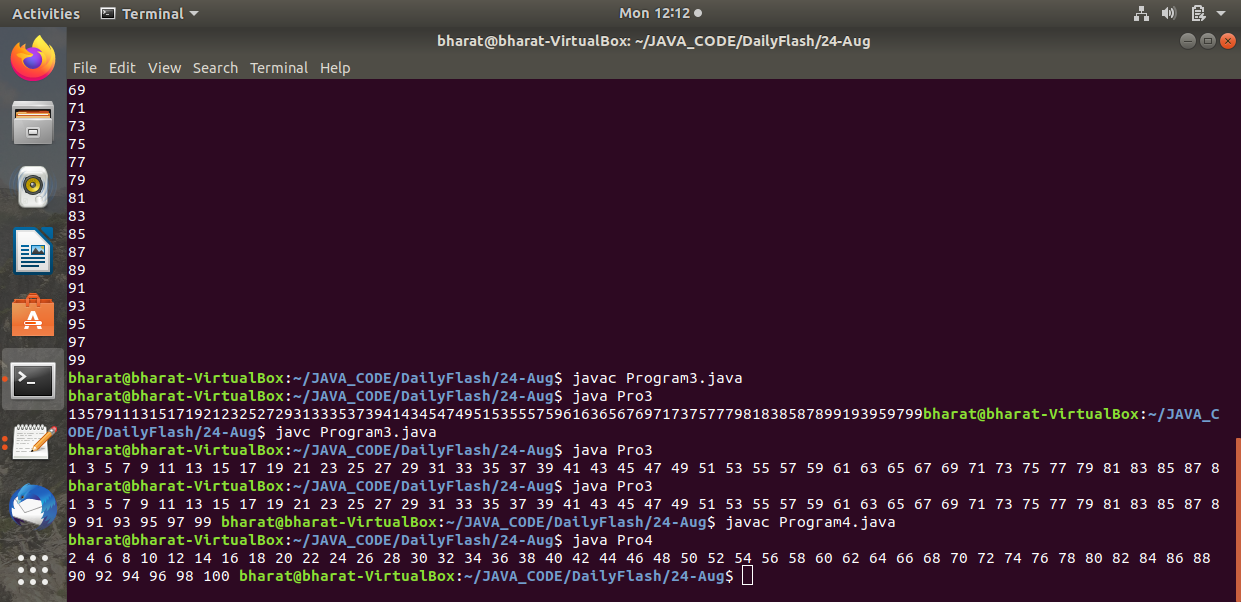 Activities Terminal Mon 12:12
bharat@bharat-VirtualBox: ~/JAVA_CODE/DailyFlash/24-Aug
File Edit View Search Terminal Help
69
71
73
75
77
79
81
83
85
87
89
91
93
95
97
99
bharat@bharat-VirtualBox:~/JAVA_CODE/DailyFlash/24-Aug$ javac Program3.java
bharat@bharat-VirtualBox:~/JAVA_CODE/DailyFlash/24-Aug$ java Pro3
13579111315171921232527293133353739414345474951535557596163656769717375777981838587899193959799bharat@bharat-VirtualBox:~/JAVA_C
ODE/DailyFlash/24-Aug$ javc Program3.java
bharat@bharat-VirtualBox:~/JAVA_CODE/DailyFlash/24-Aug$ java Pro3
1 3 5 7 9 11 13 15 17 19 21 23 25 27 29 31 33 35 37 39 41 43 45 47 49 51 53 55 57 59 61 63 65 67 69 71 73 75 77 79 81 83 85 87 8
bharat@bharat-VirtualBox:~/JAVA_CODE/DailyFlash/24-Aug$ java Pro3
1 3 5 7 9 11 13 15 17 19 21 23 25 27 29 31 33 35 37 39 41 43 45 47 49 51 53 55 57 59 61 63 65 67 69 71 73 75 77 79 81 83 85 87 8
9 91 93 95 97 99 bharat@bharat-VirtualBox:~/JAVA_CODE/DailyFlash/24-Aug$ javac Program4.java
bharat@bharat-VirtualBox:~/JAVA_CODE/DailyFlash/24-Aug$ java Pro4
2 4 6 8 10 12 14 16 18 20 22 24 26 28 30 32 34 36 38 40 42 44 46 48 50 52 54 56 58 60 62 64 66 68 70 72 74 76 78 80 82 84 86 88
90 92 94 96 98 100 bharat@bharat-VirtualBox:~/JAVA_CODE/DailyFlash/24-Aug$